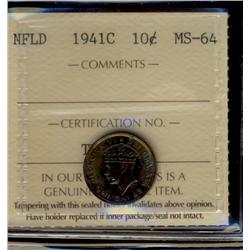 NFLD 1941C 10¢ MS-64
— COMMENTS —
— CERTIFICATION NO. —
IN OUR IS A
GENUINE ITEM.
Tampering with this sealed holder invalidates above opinion.
Have holder replaced if inner package/seal not intact.